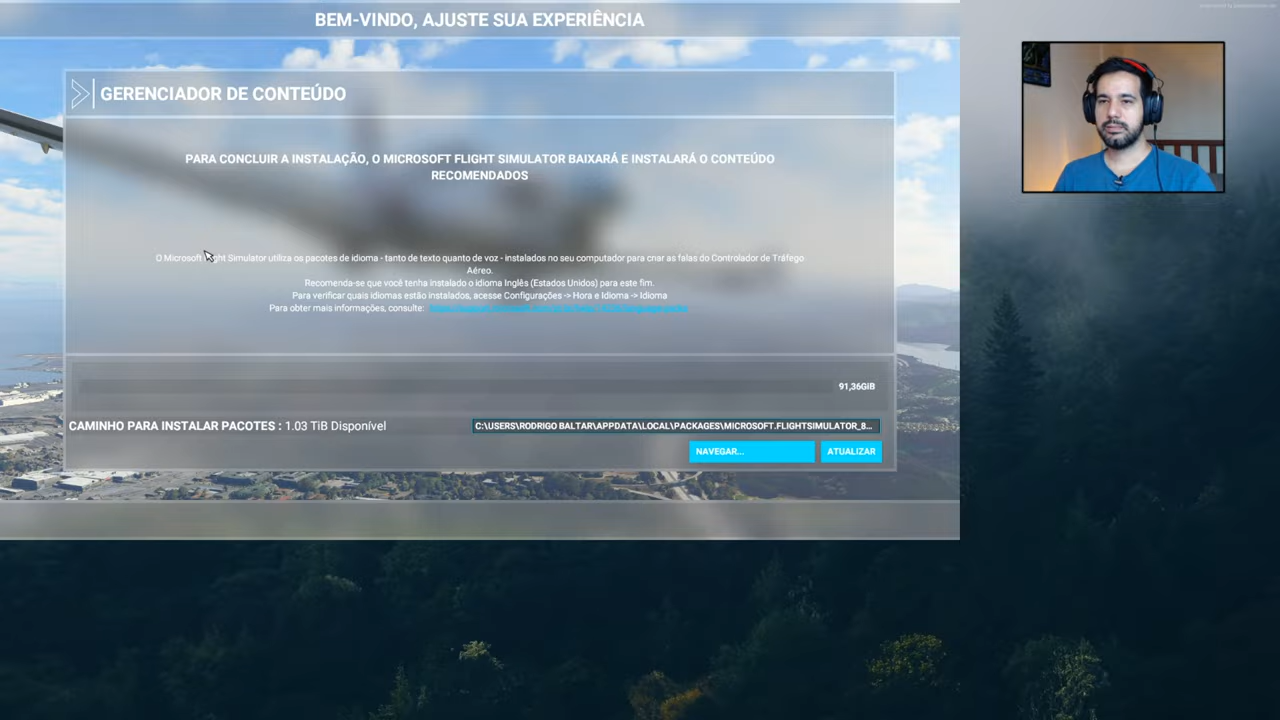 BEM-VINDO, AJUSTE SUA EXPERIÊNCIA
GERENCIADOR DE CONTEÚDO
PARA CONCLUIR A INSTALAÇÃO, O MICROSOFT FLIGHT SIMULATOR BAIXARÁ E INSTALARÁ O CONTEÚDO
RECOMENDADOS
O Microsoft Flight Simulator utiliza os pacotes de idioma - tanto de texto quanto de voz - instalados no seu computador para criar as falas do Controlador de Tráfego
Aéreo.
Recomenda-se que você tenha instalado o idioma Inglês (Estados Unidos) para este fim.
Para verificar quais idiomas estão instalados, acesse Configurações -> Hora e Idioma -> Idioma
Para obter mais informações, consulte:
91,36GiB
CAMINHO PARA INSTALAR PACOTES : 1.03 TiB Disponível
C:\USERS\RODRIGO BALTAR\APPDATA\LOCAL\PACKAGES\MICROSOFT.FLIGHTSIMULATOR_8...
NAVEGAR...
ATUALIZAR